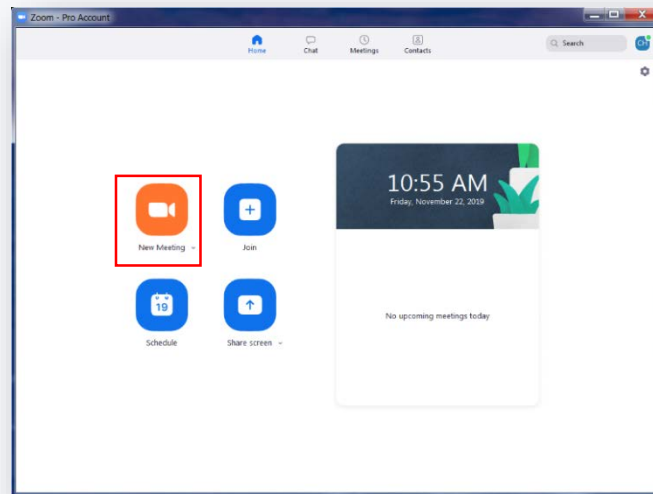 Zoom - Pro Account
Home
Chat
Meetings
Contacts
Search
CH
10:55 AM
Friday, November 22, 2019
New Meeting
Join
19
Schedule
Share screen
No upcoming meetings today